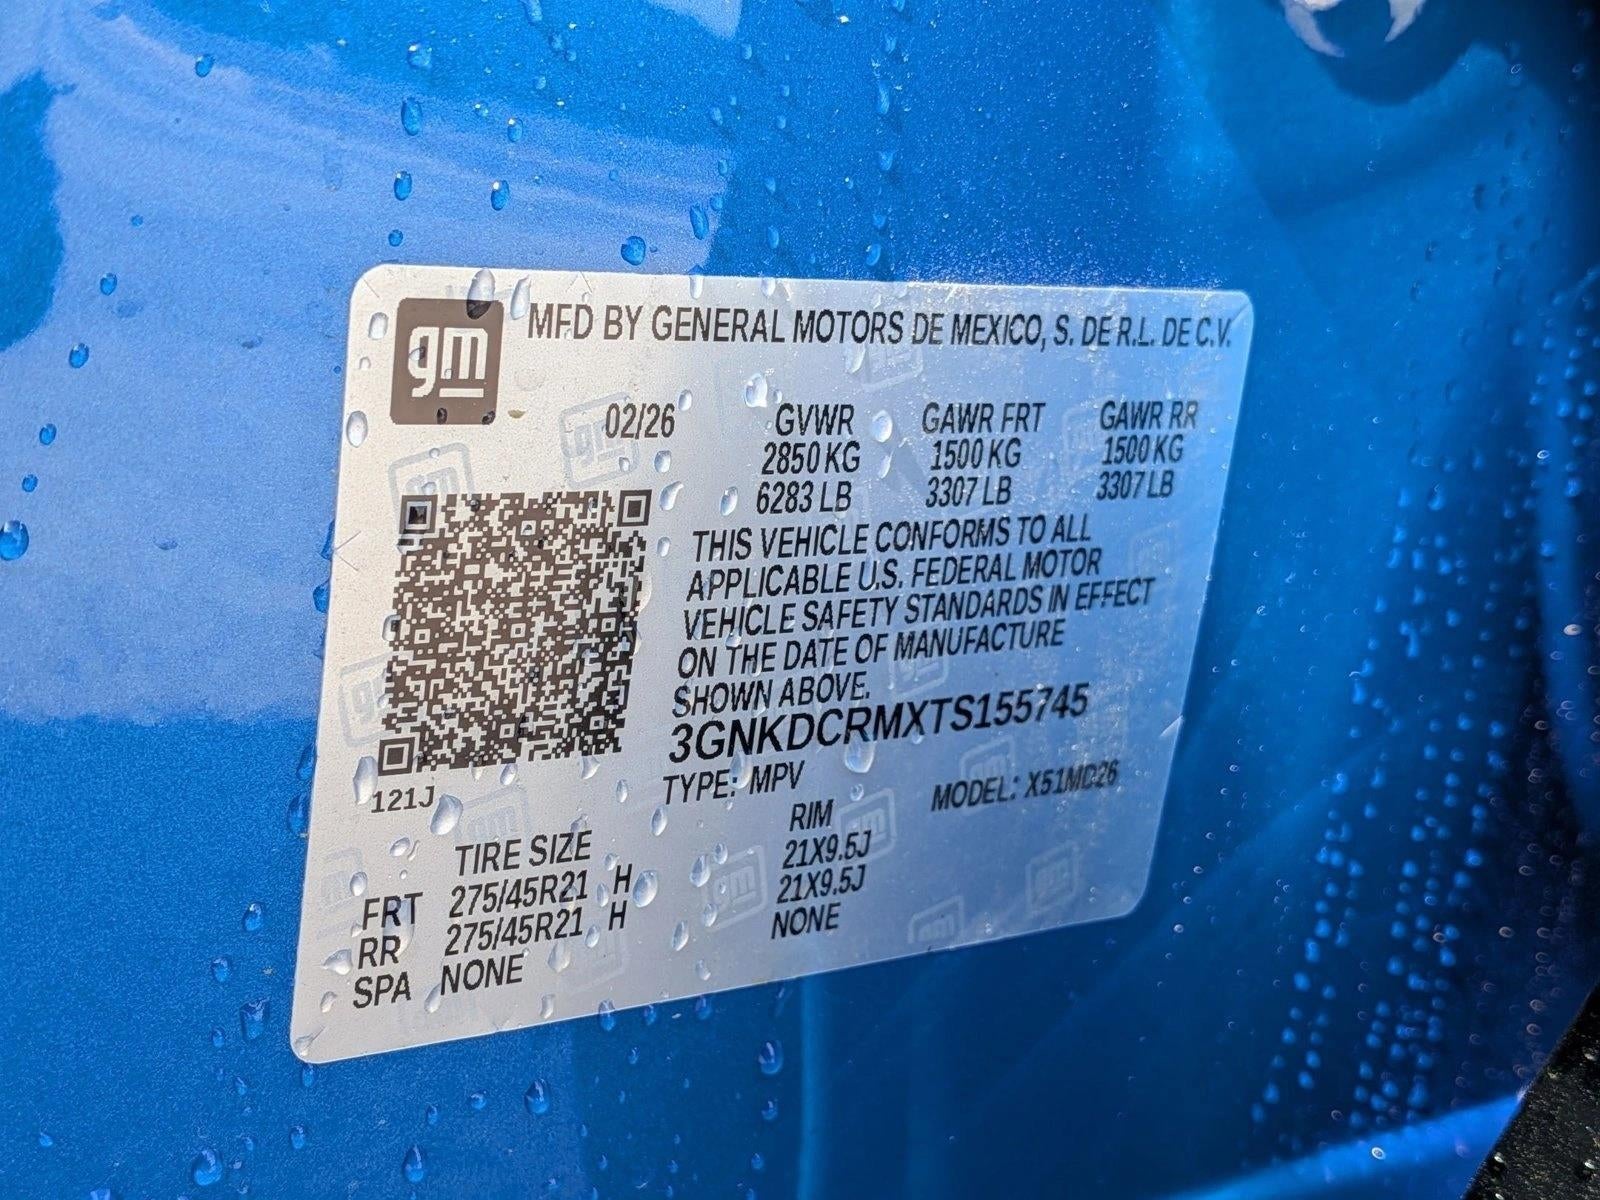 gm MFD BY GENERAL MOTORS DE MEXICO, S. DE R.L. DE C.V.
02/26 GVWR GAWR FRT GAWR RR
2850 KG 1500 KG 1500 KG
6283 LB 3307 LB 3307 LB
THIS VEHICLE CONFORMS TO ALL
APPLICABLE U.S. FEDERAL MOTOR
VEHICLE SAFETY STANDARDS IN EFFECT
ON THE DATE OF MANUFACTURE
SHOWN ABOVE.
3GNKDCRMXTS155745
121J TYPE: MPV MODEL: X51MD26
TIRE SIZE RIM
FRT 275/45R21 H 21X9.5J
RR 275/45R21 H 21X9.5J
SPA NONE NONE